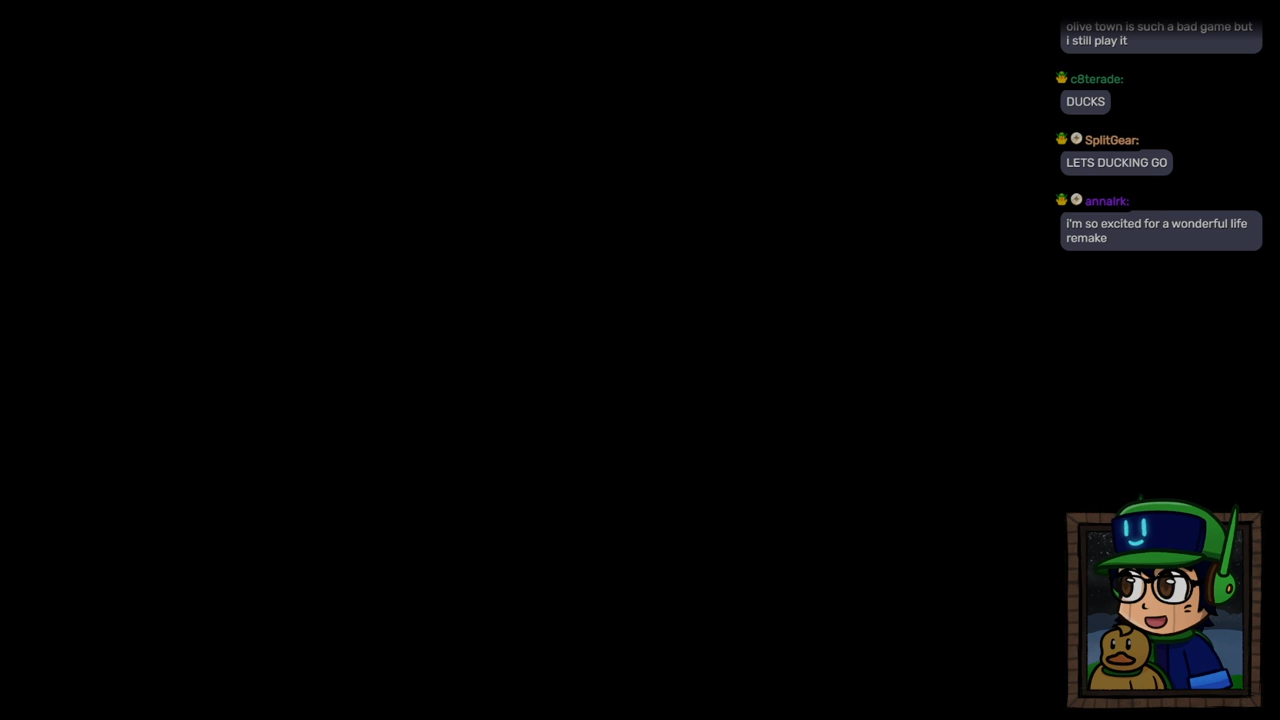 olive town is such a bad game but
i still play it
c8terade:
DUCKS
SplitGear:
LETS DUCKING GO
annalrk:
i'm so excited for a wonderful life
remake